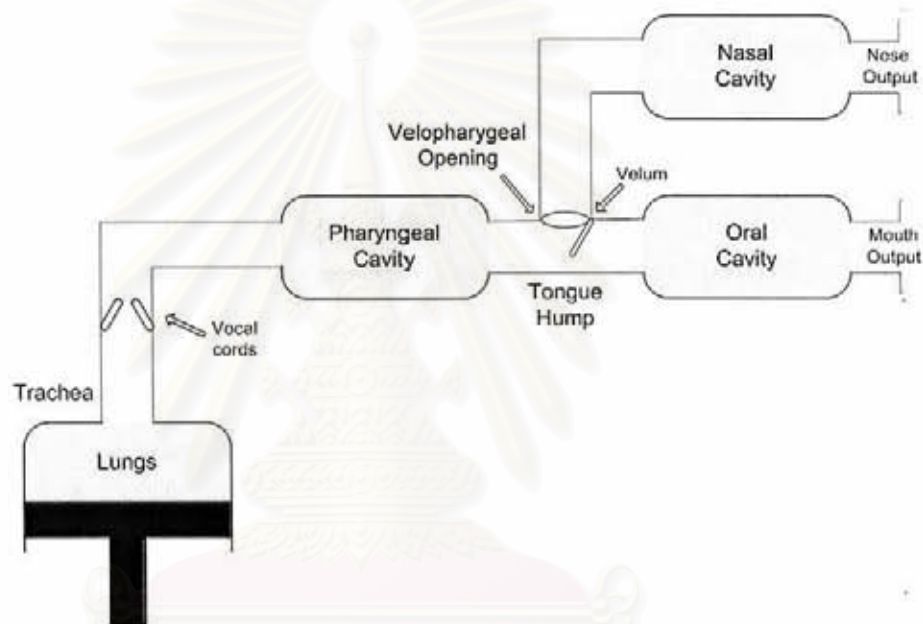 Nasal
Cavity
Nose
Output
Velopharygeal
Opening
Velum
Pharyngeal
Cavity
Oral
Cavity
Mouth
Output
Tongue
Hump
Vocal
cords
Trachea
Lungs